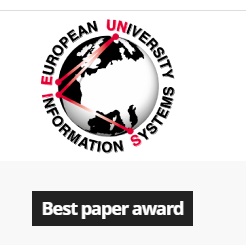 EUROPEAN UNIVERSITY
INFORMATION SYSTEMS
Best paper award